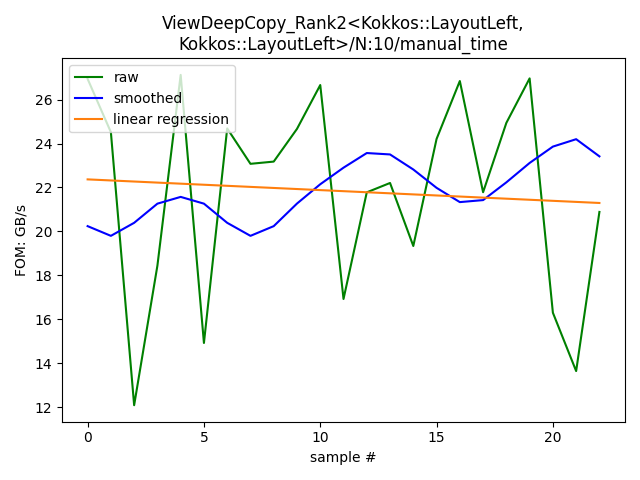 ViewDeepCopy_Rank2<Kokkos::LayoutLeft,
Kokkos::LayoutLeft>/N:10/manual_time
raw
smoothed
linear regression
FOM: GB/s
26
24
22
20
18
16
14
12
0
5
10
15
20
sample #